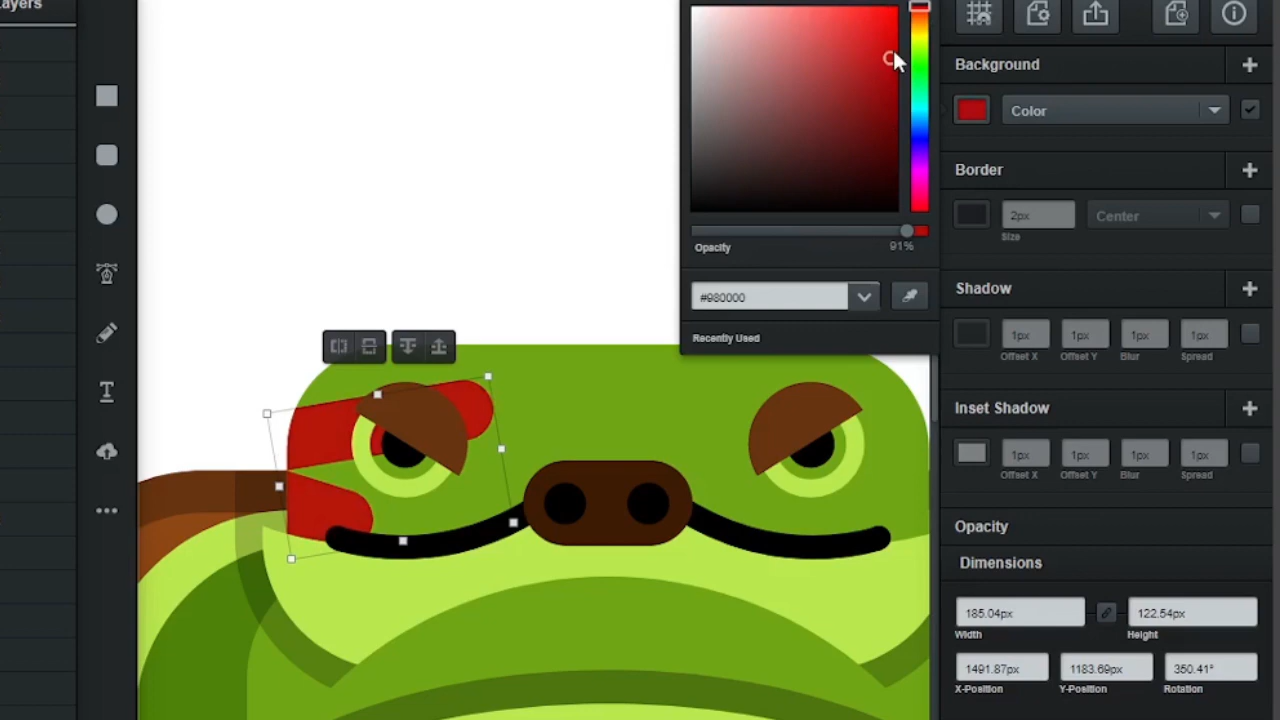 ayers
Background
Color
Border
2px
Center
Size
Shadow
1px 1px 1px 1px
Offset X Offset Y Blur Spread
Inset Shadow
1px 1px 1px 1px
Offset X Offset Y Blur Spread
Opacity
Dimensions
185.04px 122.54px
Width Height
1491.87px 1183.69px 350.41°
X-Position Y-Position Rotation
Opacity 91%
#980000
Recently Used
T